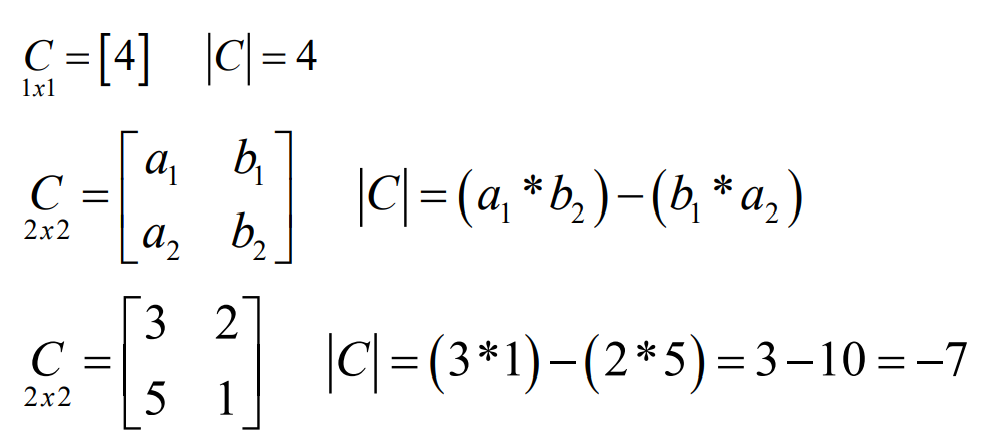 C = [4] |C| = 4
1x1
C = [a₁ b₁
2x2
a₂ b₂] |C| = (a₁ * b₂) − (b₁ * a₂)
C = [3 2
2x2
5 1] |C| = (3*1) − (2*5) = 3 − 10 = −7